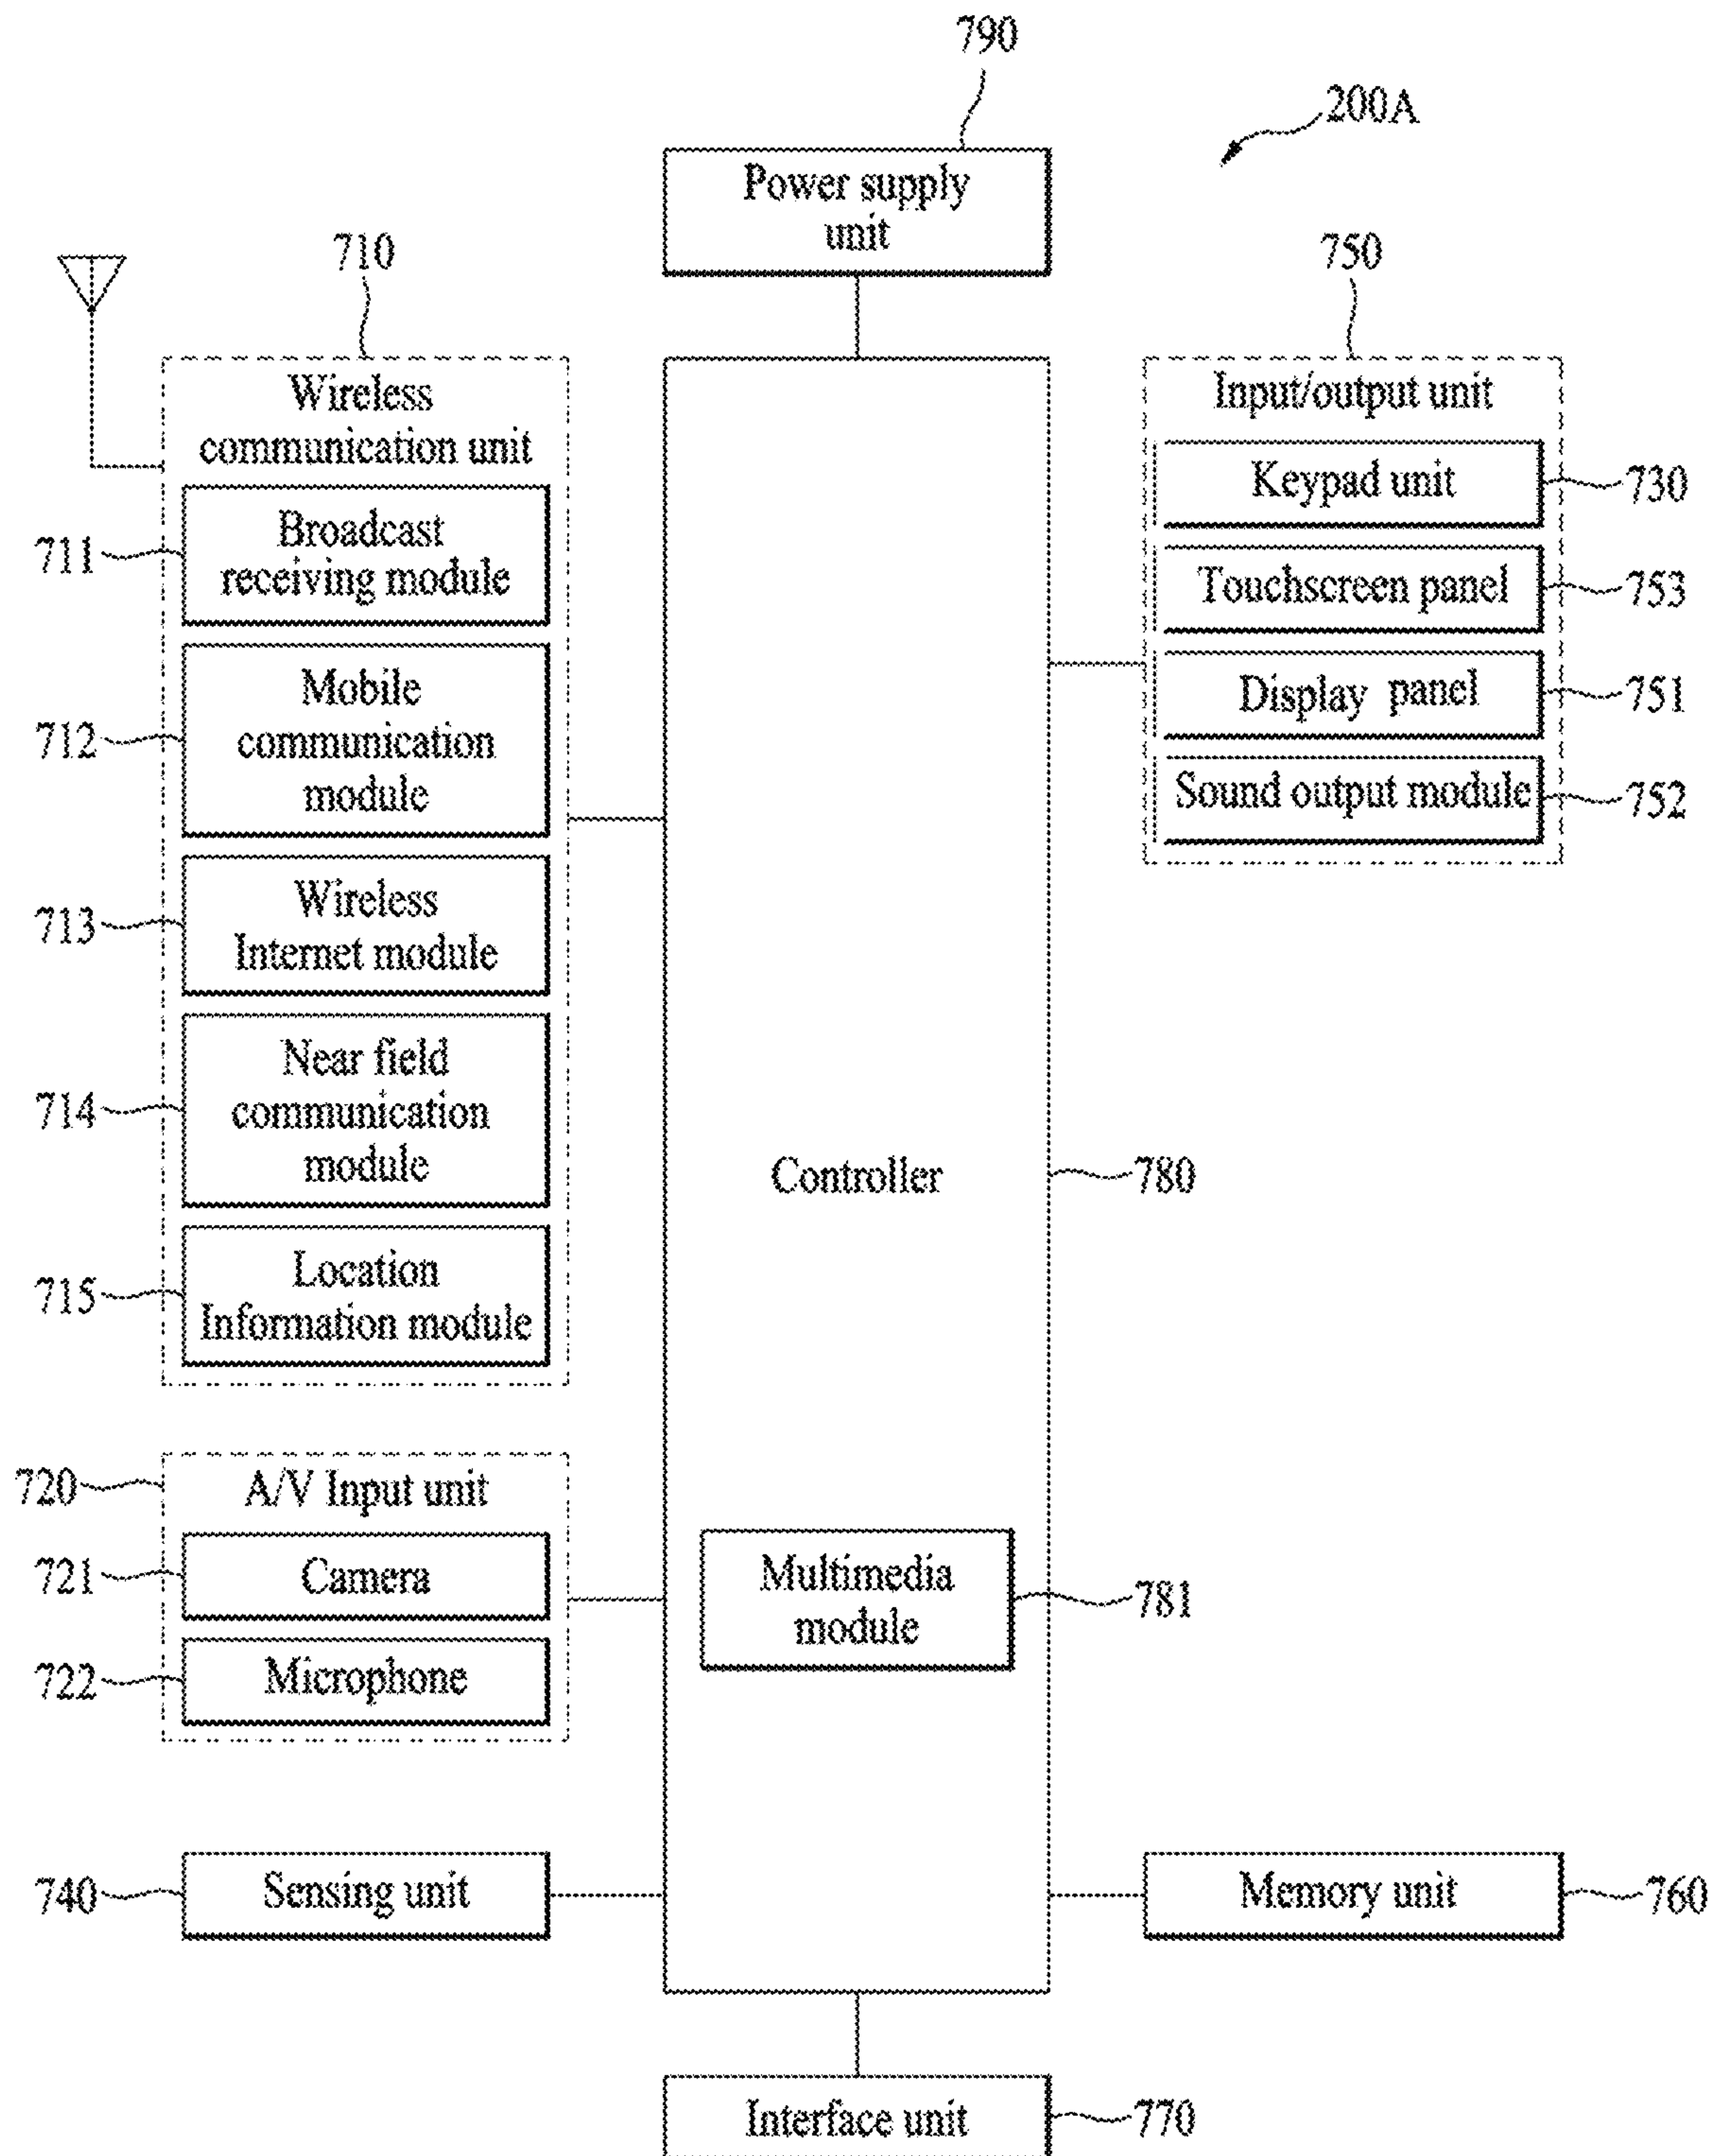 790
200A
Power supply
unit
710
750
Wireless
communication unit
711
Broadcast
receiving module
712
Mobile
communication
module
713
Wireless
Internet module
714
Near field
communication
module
715
Location
Information module
720
A/V Input unit
721
Camera
722
Microphone
740
Sensing unit
Controller
780
Multimedia
module
781
Input/output unit
Keypad unit
730
Touchscreen panel
753
Display panel
751
Sound output module
752
Memory unit
760
Interface unit
770